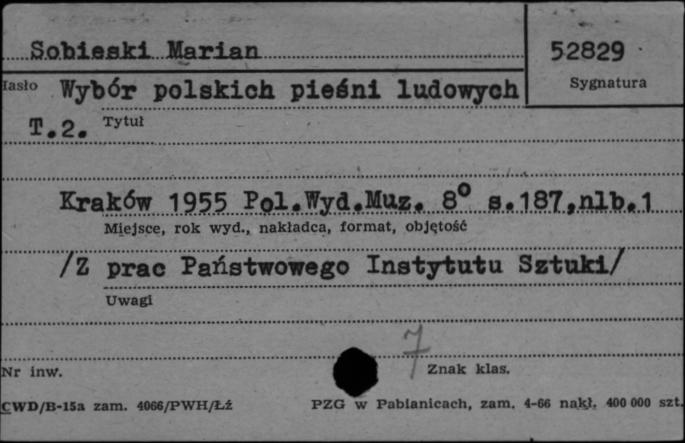 Sobieski Marian
52829
Hasło
Sygnatura
Wybór polskich pieśni ludowych
T.2.
Tytuł
Kraków 1955 Pol.Wyd.Muz. 8° s.187,nlb.1
Miejsce, rok wyd., nakładca, format, objętość
/Z prac Państwowego Instytutu Sztuki/
Uwagi
7
Nr inw.
Znak klas.
CWD/B-15a zam. 4066/PWH/Łź
PZG w Pabianicach, zam. 4-66 nakł. 400 000 szt.